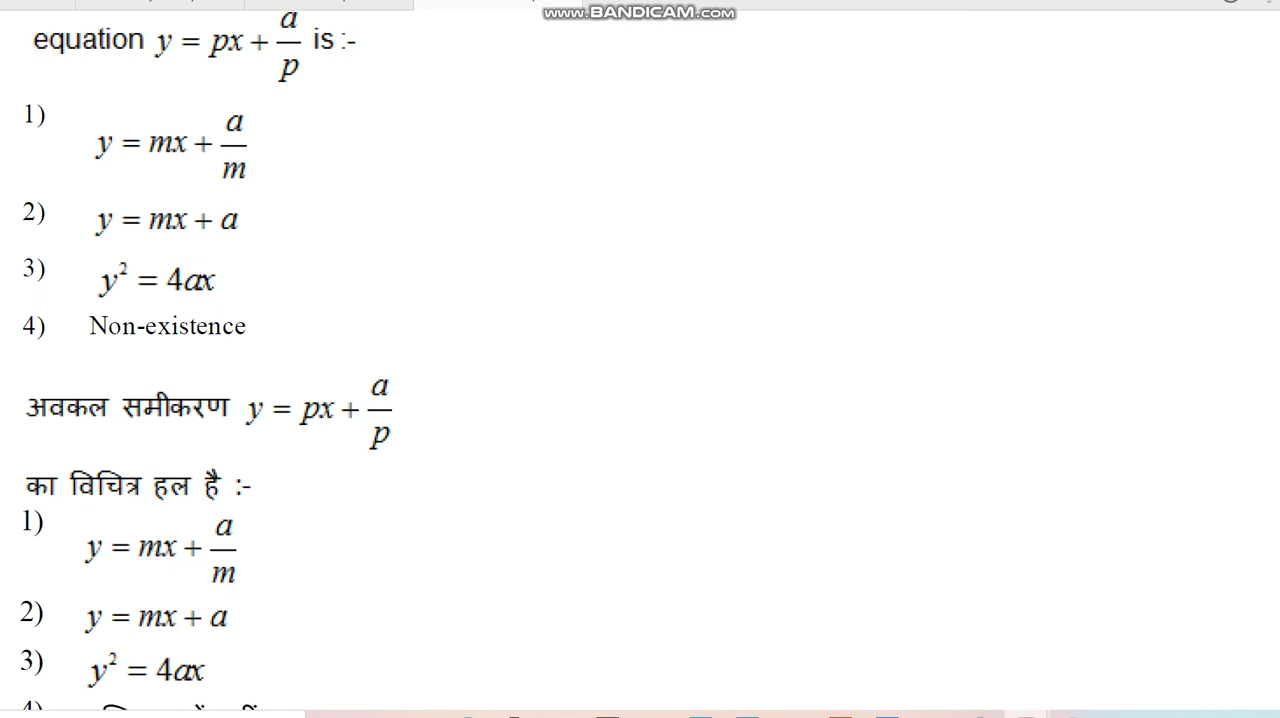 www.BANDICAM.com
equation y = px + a/p is :-
1) y = mx + a/m
2) y = mx + a
3) y² = 4ax
4) Non-existence
अवकल समीकरण y = px + a/p
का विचित्र हल है :-
1) y = mx + a/m
2) y = mx + a
3) y² = 4ax